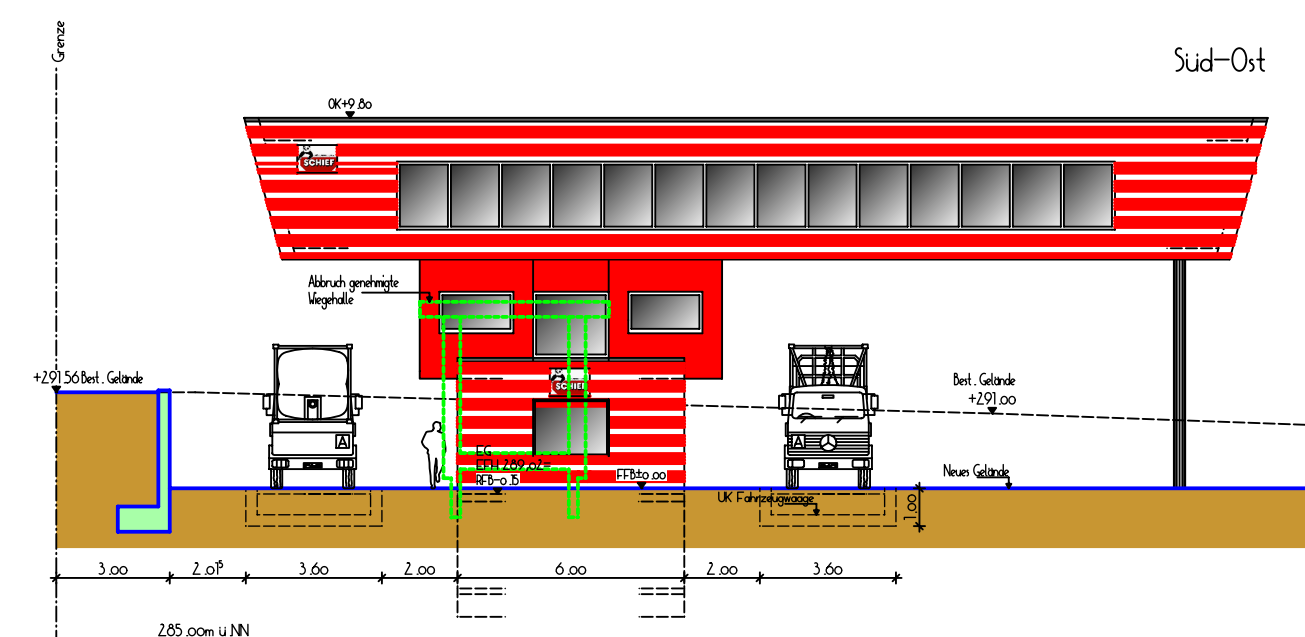 Grenze
Süd-Ost
OK+9.80
SCHIEF
Abbruch genehmigte
Wiegehalle
+291.56 Best. Gelände
Best. Gelände
+291.00
SCHIEF
A
A
EG
EFH 289.62=
RFB-0.15
FFB±0.00
Neues Gelände
UK Fahrzeugwaage
1.00
3.00
2.01⁵
3.60
2.00
6.00
2.00
3.60
285.00m ü.NN